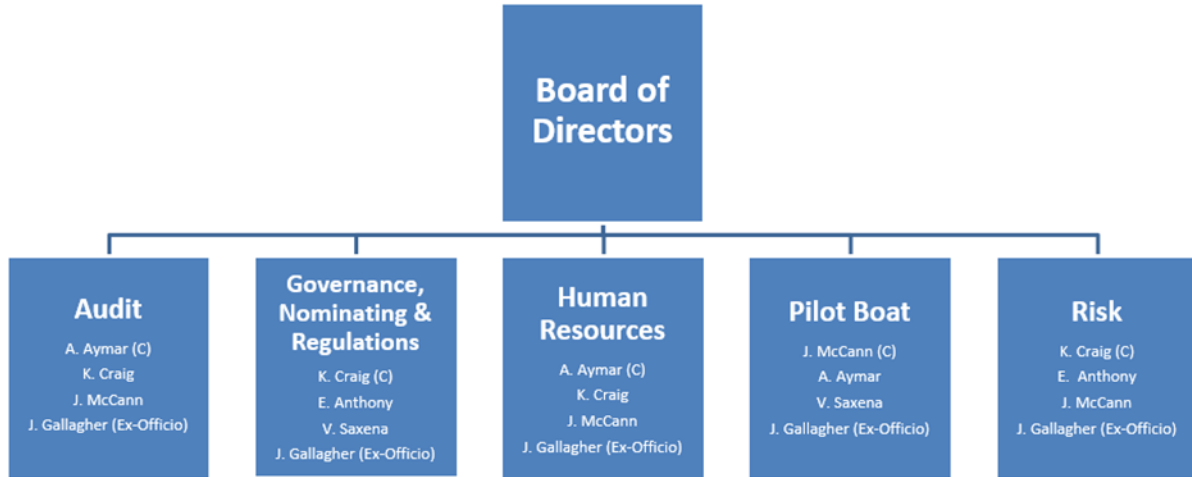 Board of
Directors
Audit
A. Aymar (C)
K. Craig
J. McCann
J. Gallagher (Ex-Officio)
Governance,
Nominating &
Regulations
K. Craig (C)
E. Anthony
V. Saxena
J. Gallagher (Ex-Officio)
Human
Resources
A. Aymar (C)
K. Craig
J. McCann
J. Gallagher (Ex-Officio)
Pilot Boat
J. McCann (C)
A. Aymar
V. Saxena
J. Gallagher (Ex-Officio)
Risk
K. Craig (C)
E. Anthony
J. McCann
J. Gallagher (Ex-Officio)